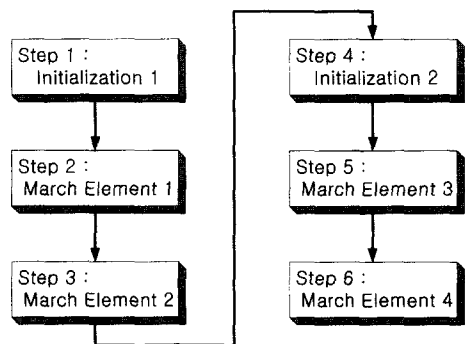 Step 1 :
Initialization 1
Step 2 :
March Element 1
Step 3 :
March Element 2
Step 4 :
Initialization 2
Step 5 :
March Element 3
Step 6 :
March Element 4